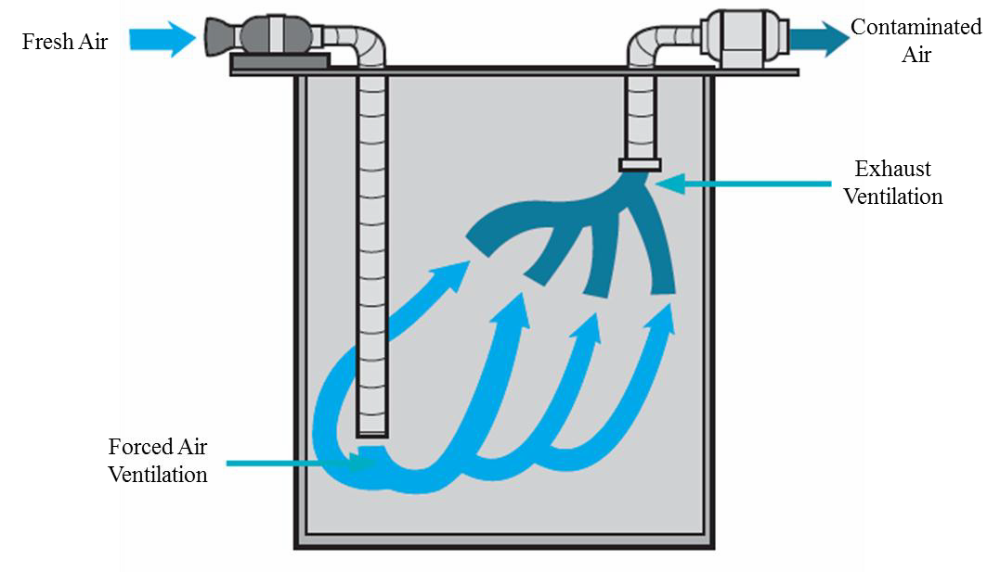 Fresh Air
Contaminated
Air
Exhaust
Ventilation
Forced Air
Ventilation